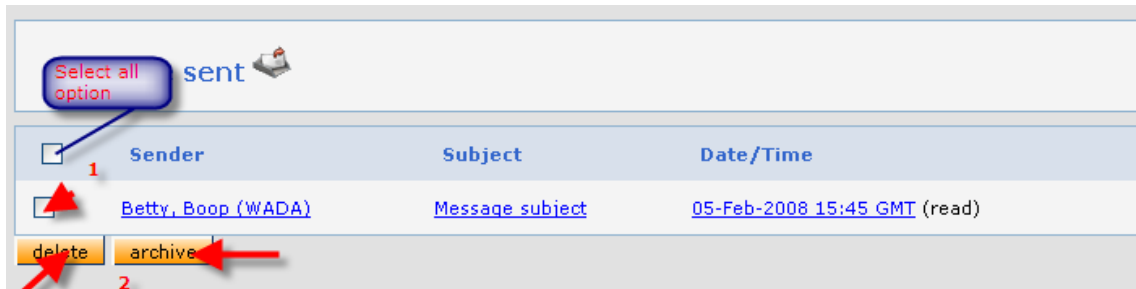 Select all
option
sent
1
Sender Subject Date/Time
Betty, Boop (WADA) Message subject 05-Feb-2008 15:45 GMT (read)
delete archive
2